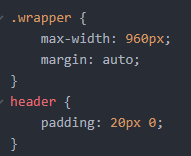 .wrapper {
    max-width: 960px;
    margin: auto;
}
header {
    padding: 20px 0;
}